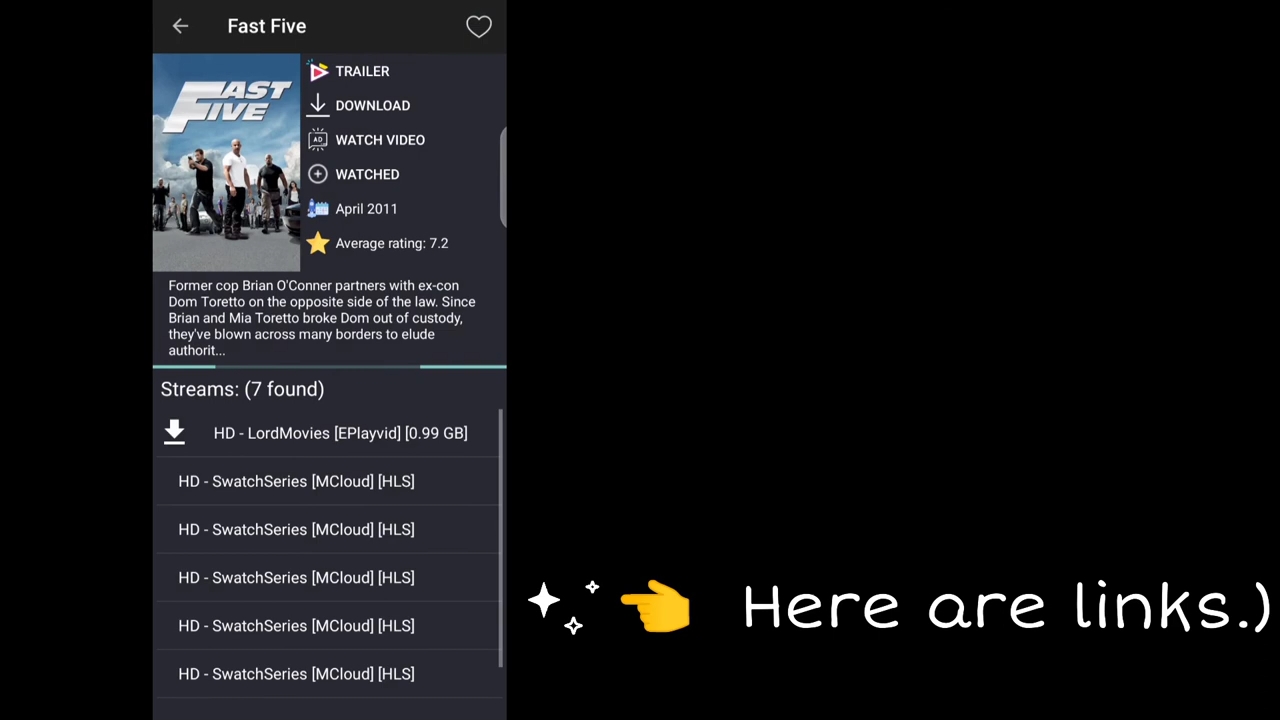 Fast Five
FAST
FIVE
TRAILER
DOWNLOAD
AD
WATCH VIDEO
WATCHED
April 2011
Average rating: 7.2
Former cop Brian O'Conner partners with ex-con
Dom Toretto on the opposite side of the law. Since
Brian and Mia Toretto broke Dom out of custody,
they've blown across many borders to elude
authorit...
Streams: (7 found)
HD - LordMovies [EPlayvid] [0.99 GB]
HD - SwatchSeries [MCloud] [HLS]
HD - SwatchSeries [MCloud] [HLS]
HD - SwatchSeries [MCloud] [HLS]
HD - SwatchSeries [MCloud] [HLS]
HD - SwatchSeries [MCloud] [HLS]
Here are links.)